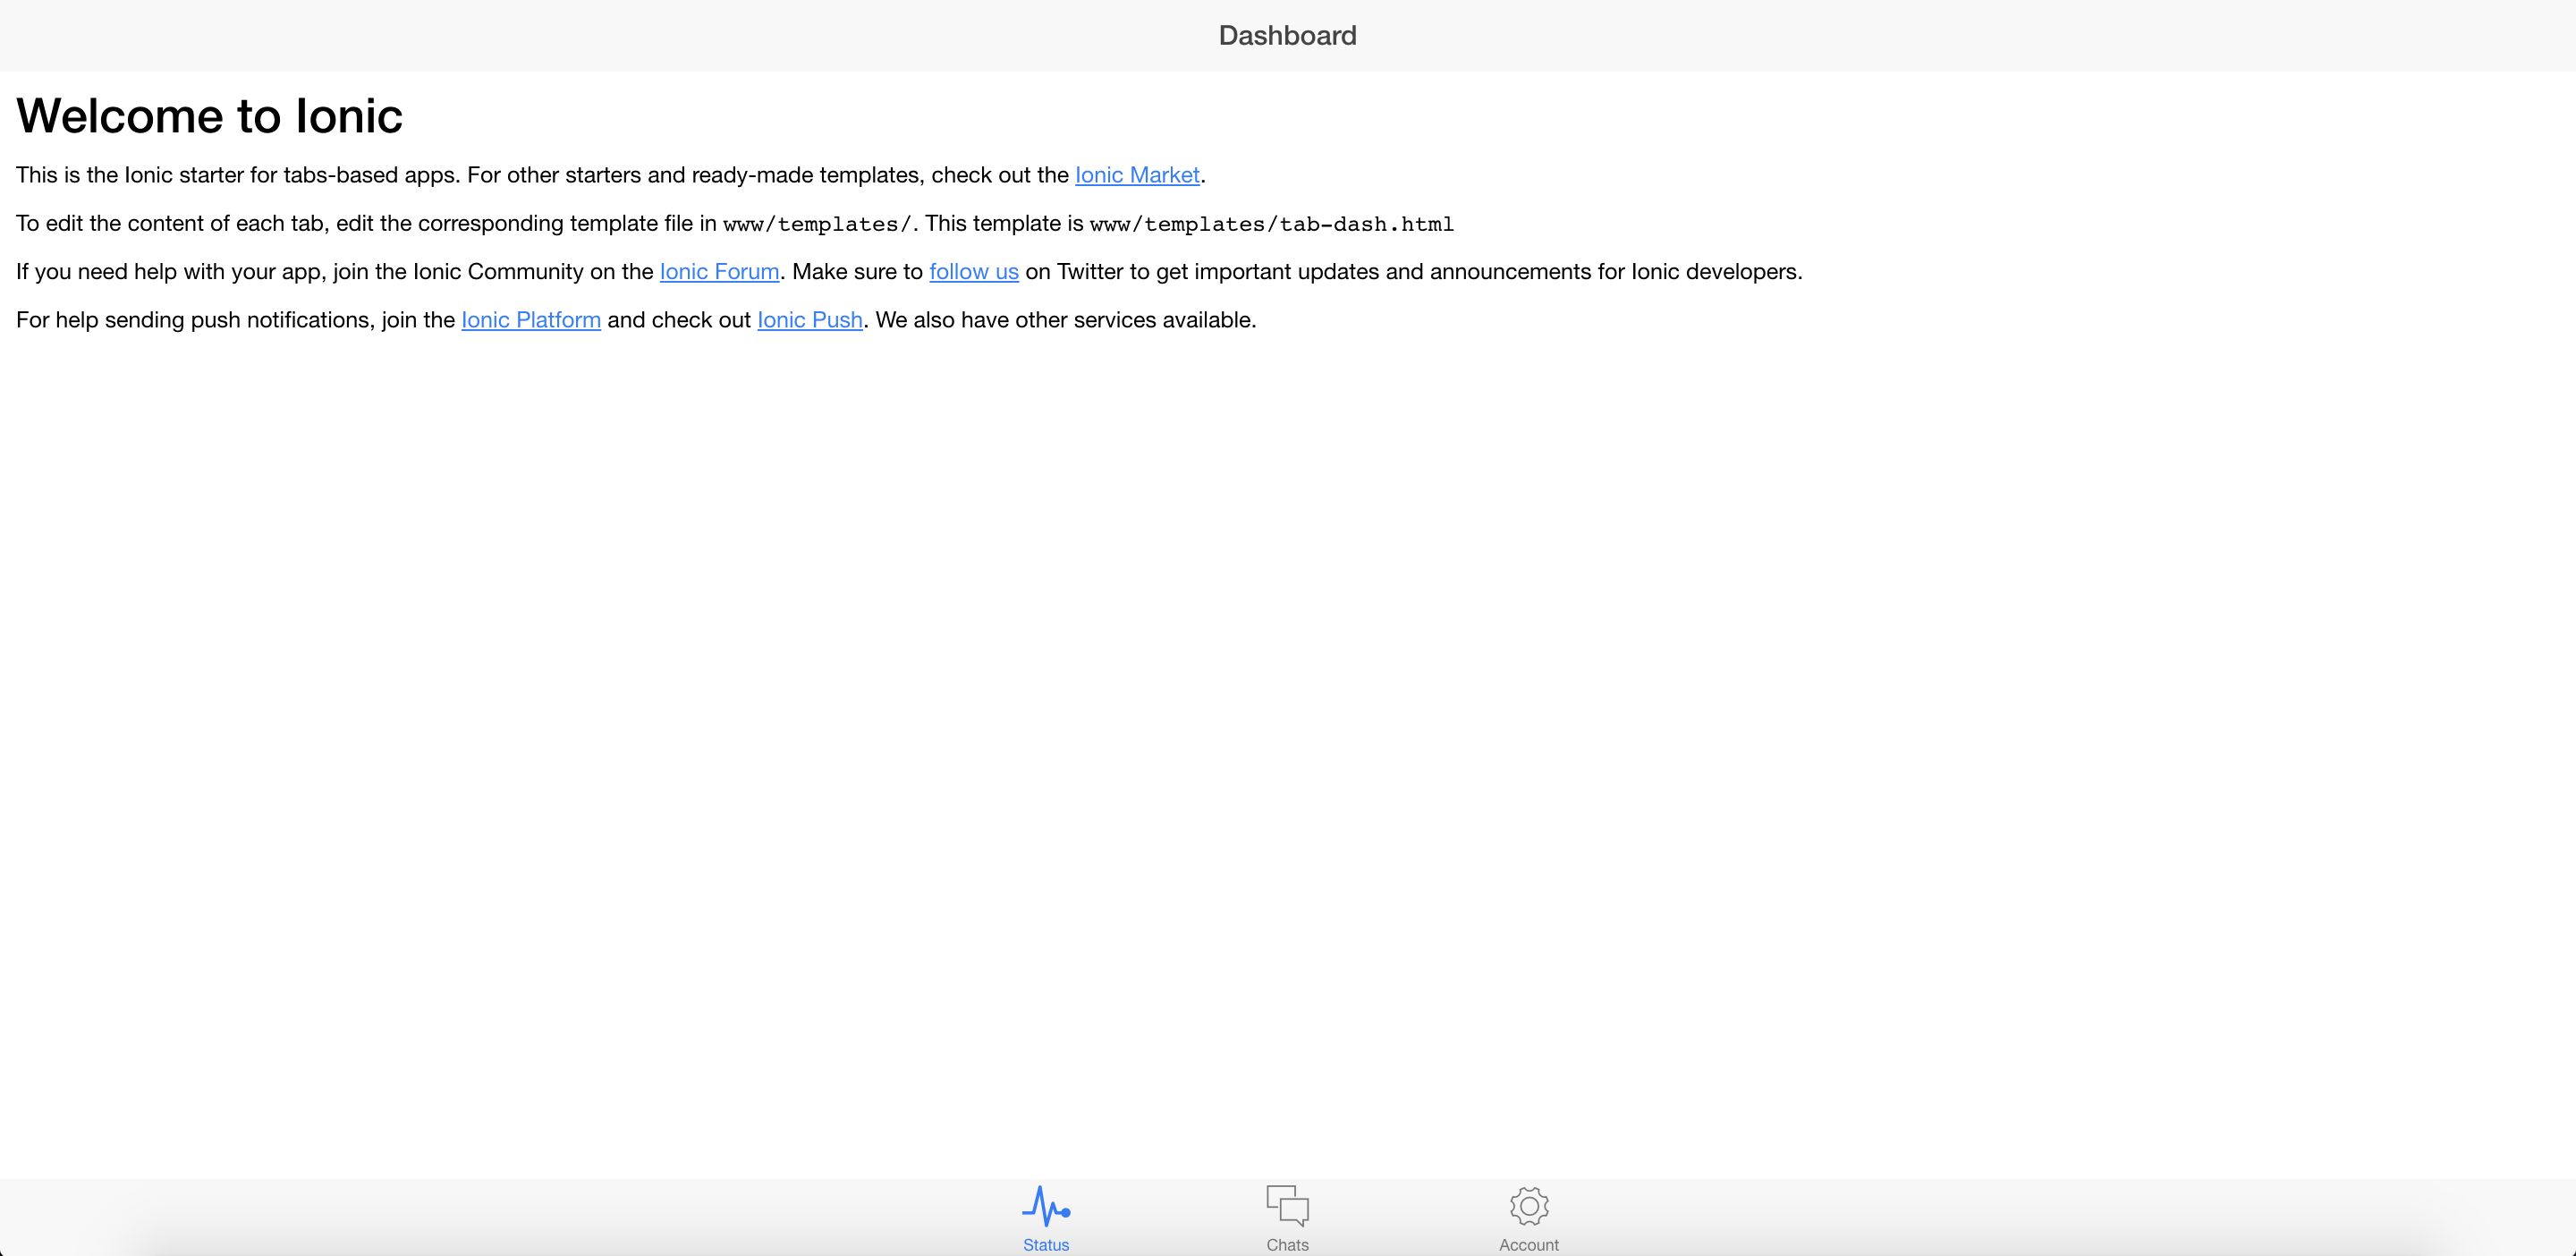 Dashboard
Welcome to Ionic
This is the Ionic starter for tabs-based apps. For other starters and ready-made templates, check out the Ionic Market.
To edit the content of each tab, edit the corresponding template file in www/templates/. This template is www/templates/tab-dash.html
If you need help with your app, join the Ionic Community on the Ionic Forum. Make sure to follow us on Twitter to get important updates and announcements for Ionic developers.
For help sending push notifications, join the Ionic Platform and check out Ionic Push. We also have other services available.
Status
Chats
Account